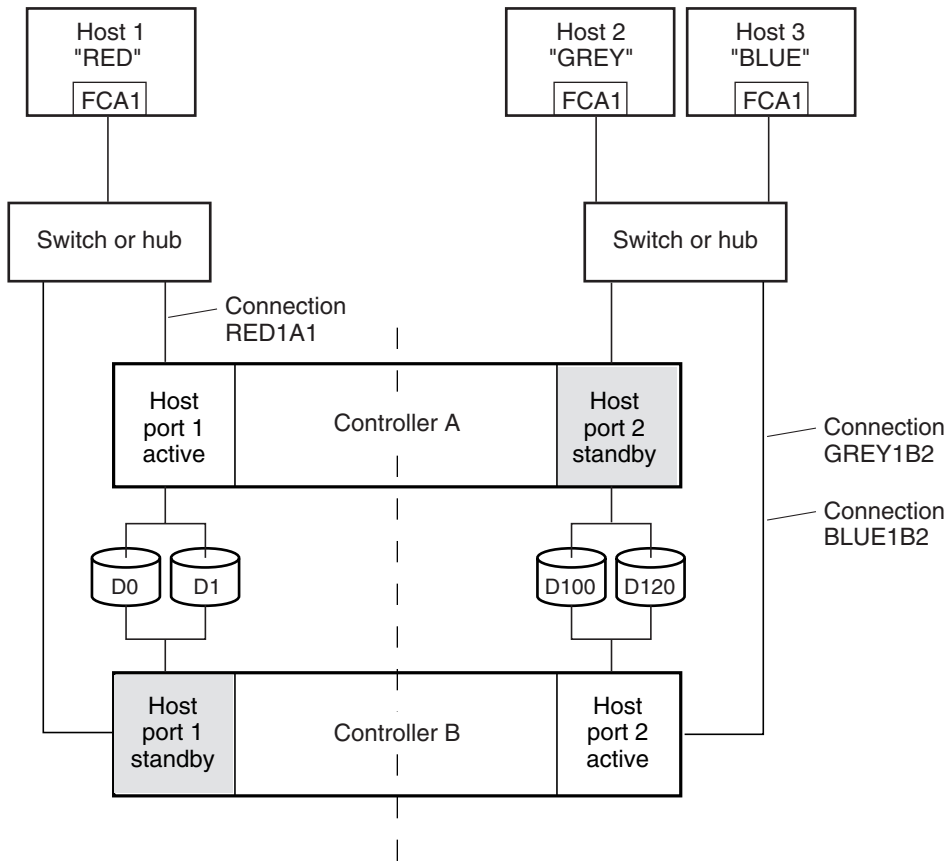 Host 1
"RED"
FCA1
Host 2
"GREY"
FCA1
Host 3
"BLUE"
FCA1
Switch or hub
Switch or hub
Connection
RED1A1
Host
port 1
active
Controller A
Host
port 2
standby
Connection
GREY1B2
Connection
BLUE1B2
D0
D1
D100
D120
Host
port 1
standby
Controller B
Host
port 2
active